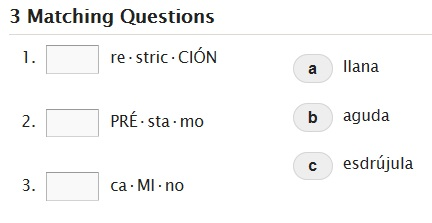 3 Matching Questions
1. re·stric·CIÓN
a llana
2. PRÉ·sta·mo
b aguda
c esdrújula
3. ca·MI·no